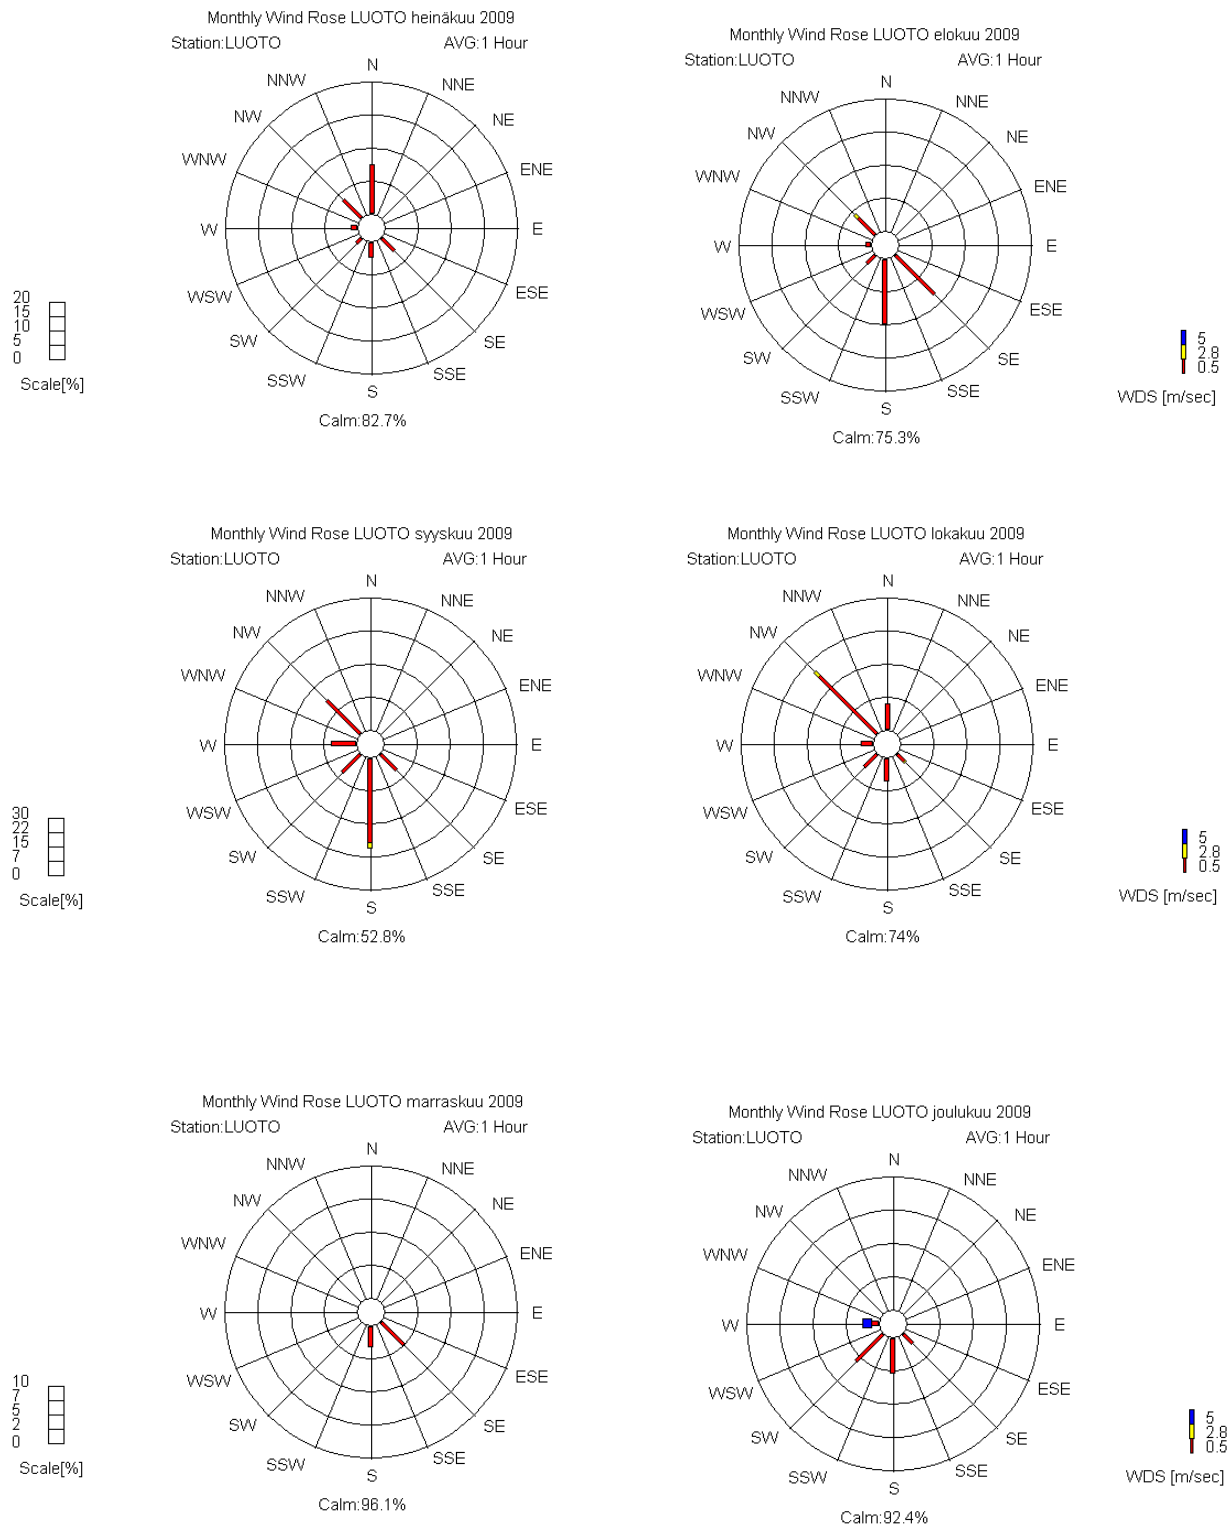 Monthly Wind Rose LUOTO heinäkuu 2009
Station:LUOTO AVG:1 Hour
N
NNE
NE
ENE
E
ESE
SE
SSE
S
SSW
SW
WSW
W
WNW
NW
NNW
Calm:82.7%
20
15
10
5
0
Scale[%]
Monthly Wind Rose LUOTO elokuu 2009
Station:LUOTO AVG:1 Hour
N
NNE
NE
ENE
E
ESE
SE
SSE
S
SSW
SW
WSW
W
WNW
NW
NNW
Calm:75.3%
5
2.8
0.5
WDS [m/sec]
Monthly Wind Rose LUOTO syyskuu 2009
Station:LUOTO AVG:1 Hour
N
NNE
NE
ENE
E
ESE
SE
SSE
S
SSW
SW
WSW
W
WNW
NW
NNW
Calm:52.8%
30
22
15
7
0
Scale[%]
Monthly Wind Rose LUOTO lokakuu 2009
Station:LUOTO AVG:1 Hour
N
NNE
NE
ENE
E
ESE
SE
SSE
S
SSW
SW
WSW
W
WNW
NW
NNW
Calm:74%
5
2.8
0.5
WDS [m/sec]
Monthly Wind Rose LUOTO marraskuu 2009
Station:LUOTO AVG:1 Hour
N
NNE
NE
ENE
E
ESE
SE
SSE
S
SSW
SW
WSW
W
WNW
NW
NNW
Calm:96.1%
10
7
5
2
0
Scale[%]
Monthly Wind Rose LUOTO joulukuu 2009
Station:LUOTO AVG:1 Hour
N
NNE
NE
ENE
E
ESE
SE
SSE
S
SSW
SW
WSW
W
WNW
NW
NNW
Calm:92.4%
5
2.8
0.5
WDS [m/sec]